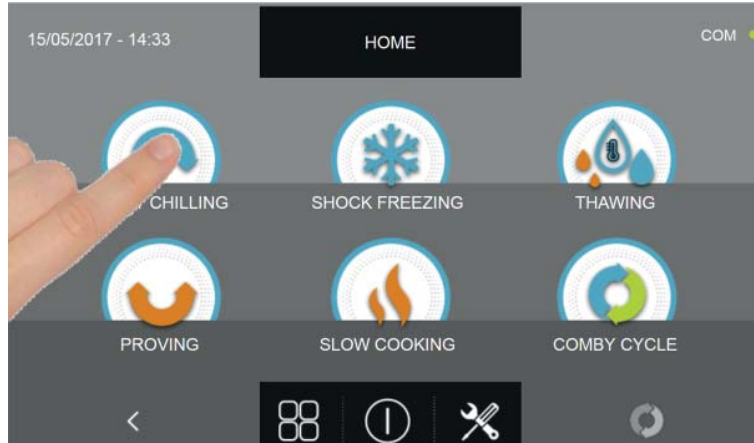 15/05/2017 - 14:33
HOME
COM
CHILLING
SHOCK FREEZING
THAWING
PROVING
SLOW COOKING
COMBY CYCLE